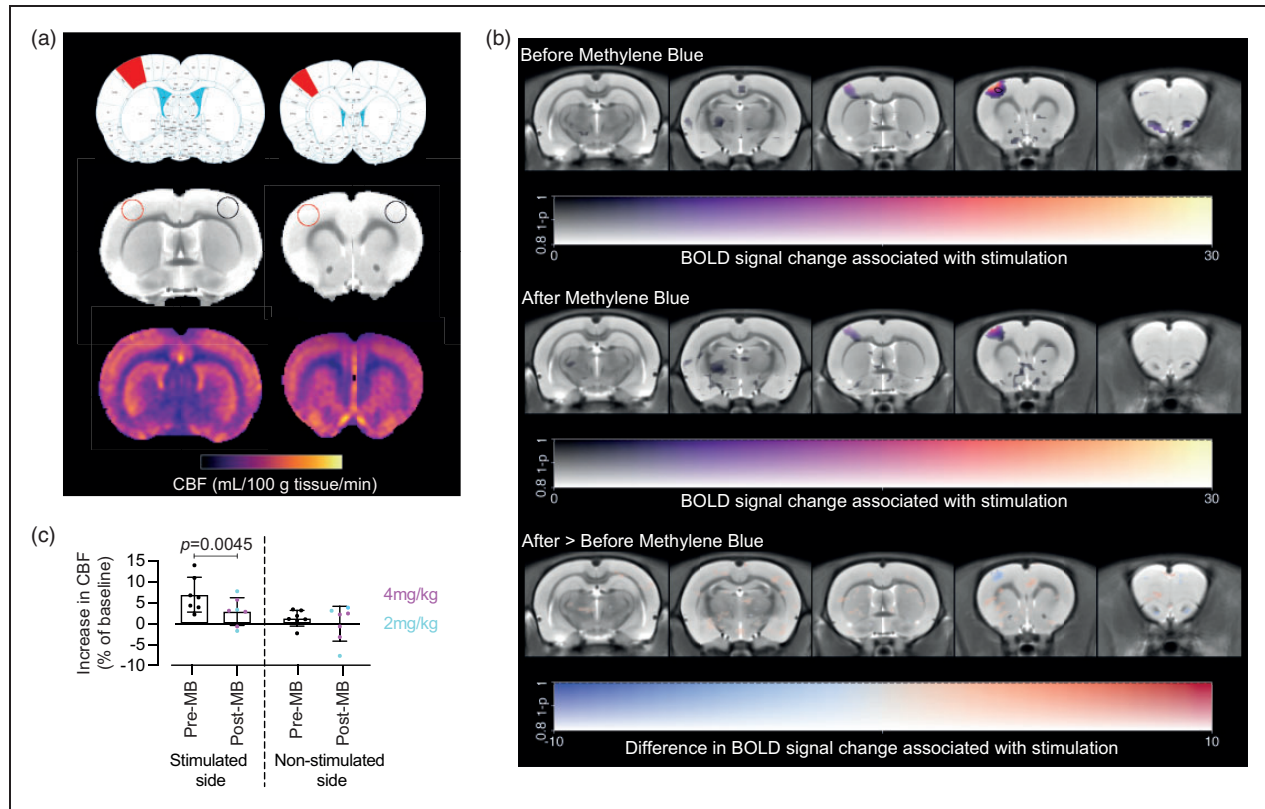 (a)
CBF (mL/100 g tissue/min)
(b)
Before Methylene Blue
0.8 1-p 1
0
30
BOLD signal change associated with stimulation
After Methylene Blue
0.8 1-p 1
0
30
BOLD signal change associated with stimulation
After > Before Methylene Blue
0.8 1-p 1
-10
10
Difference in BOLD signal change associated with stimulation
(c)
Increase in CBF
(% of baseline)
15
10
5
0
-5
-10
p=0.0045
4mg/kg
2mg/kg
Pre-MB
Post-MB
Pre-MB
Post-MB
Stimulated
side
Non-stimulated
side